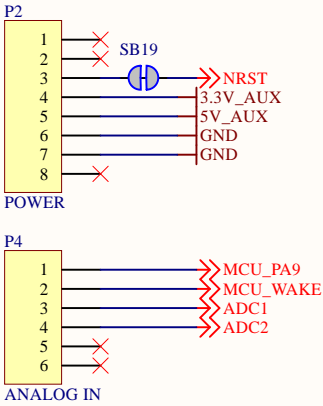 P2
SB19
1
2
3 NRST
4 3.3V_AUX
5 5V_AUX
6 GND
7 GND
8
POWER
P4
1 MCU_PA9
2 MCU_WAKE
3 ADC1
4 ADC2
5
6
ANALOG IN